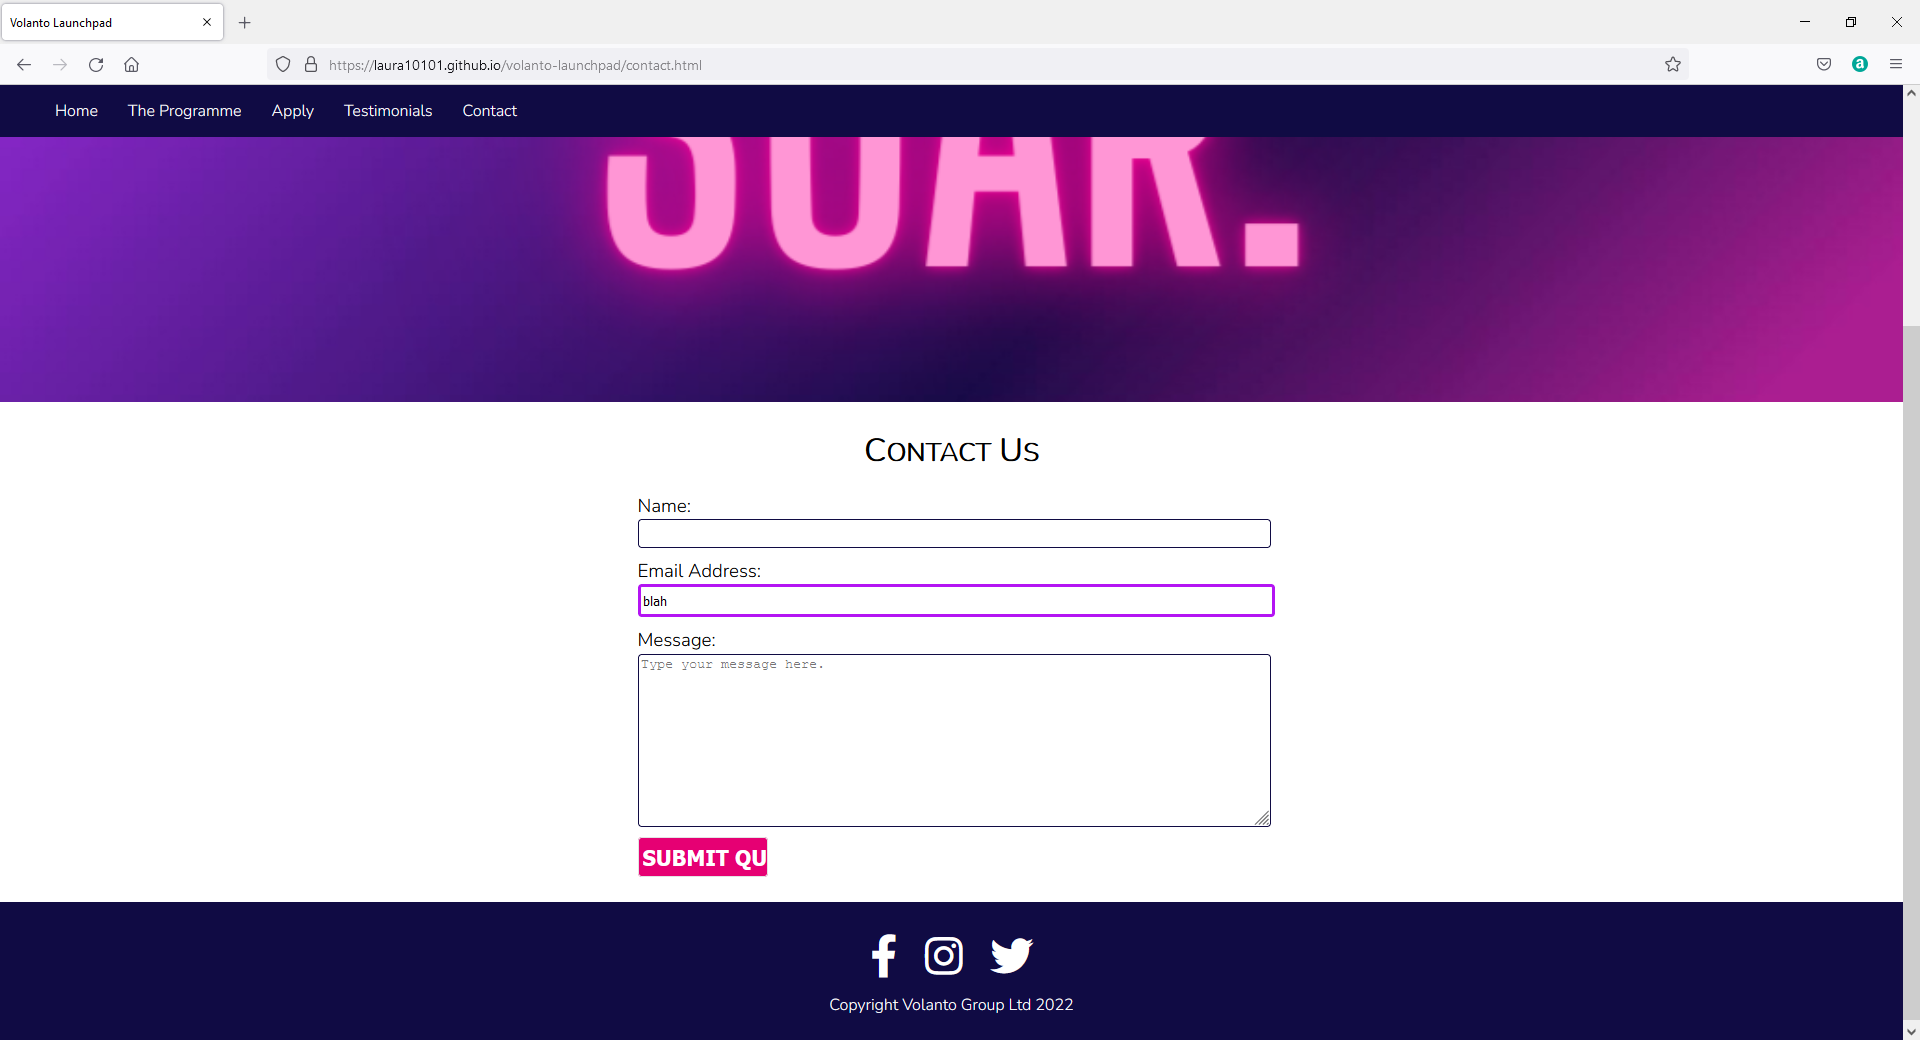 Volanto Launchpad
https://laura10101.github.io/volanto-launchpad/contact.html
Home The Programme Apply Testimonials Contact
SOAR.
CONTACT US
Name:
Email Address:
blah
Message:
Type your message here.
SUBMIT QU
Copyright Volanto Group Ltd 2022